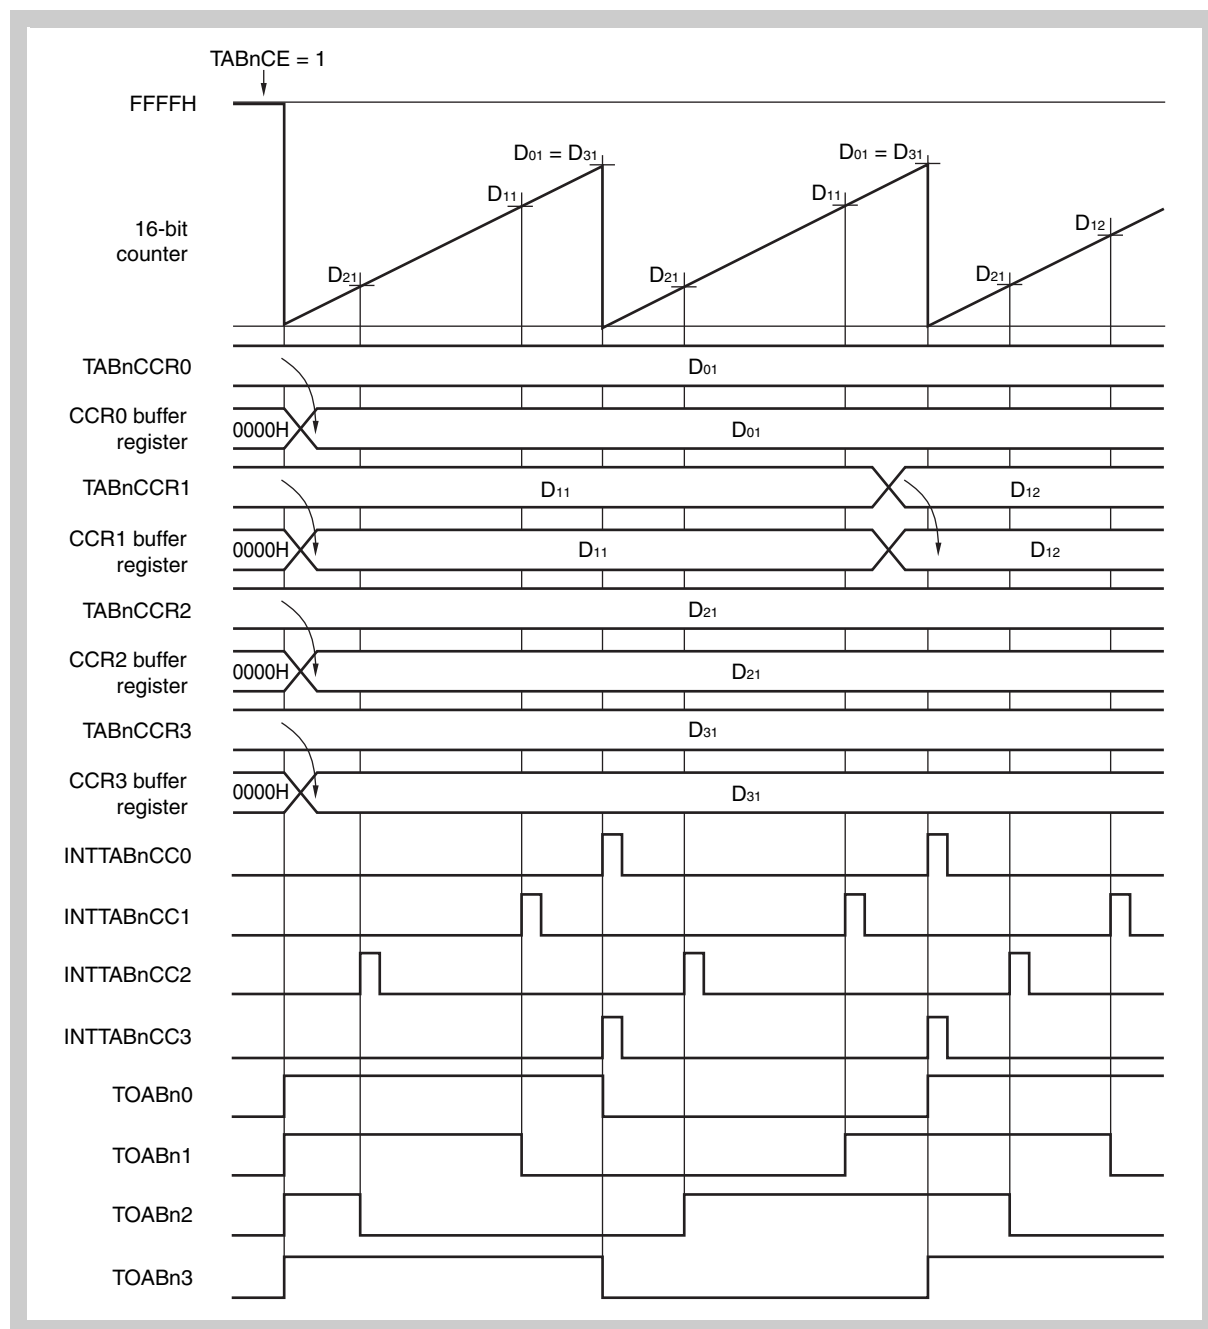 TABnCE = 1
FFFFH
D01 = D31
D01 = D31
D11
D11
D12
16-bit
counter
D21
D21
D21
TABnCCR0
D01
CCR0 buffer
register
0000H
D01
TABnCCR1
D11
D12
CCR1 buffer
register
0000H
D11
D12
TABnCCR2
D21
CCR2 buffer
register
0000H
D21
TABnCCR3
D31
CCR3 buffer
register
0000H
D31
INTTABnCC0
INTTABnCC1
INTTABnCC2
INTTABnCC3
TOABn0
TOABn1
TOABn2
TOABn3